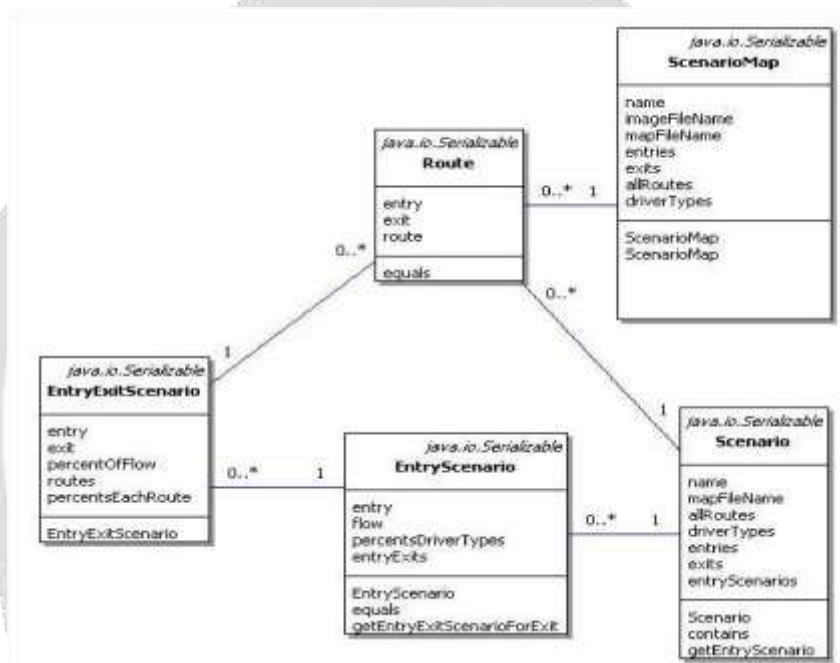 java.io.Serializable
ScenarioMap
name
imageFileName
mapFileName
entries
exits
allRoutes
driverTypes
ScenarioMap
ScenarioMap
java.io.Serializable
Route
entry
exit
route
equals
0..* 1
0..*
1
0..*
1
java.io.Serializable
EntryExitScenario
entry
exit
percentOfFlow
routes
percentsEachRoute
EntryExitScenario
0..* 1
java.io.Serializable
EntryScenario
entry
flow
percentsDriverTypes
entryExits
EntryScenario
equals
getEntryExitScenarioForExit
0..* 1
java.io.Serializable
Scenario
name
mapFileName
allRoutes
driverTypes
entries
exits
entryScenarios
Scenario
contains
getEntryScenario